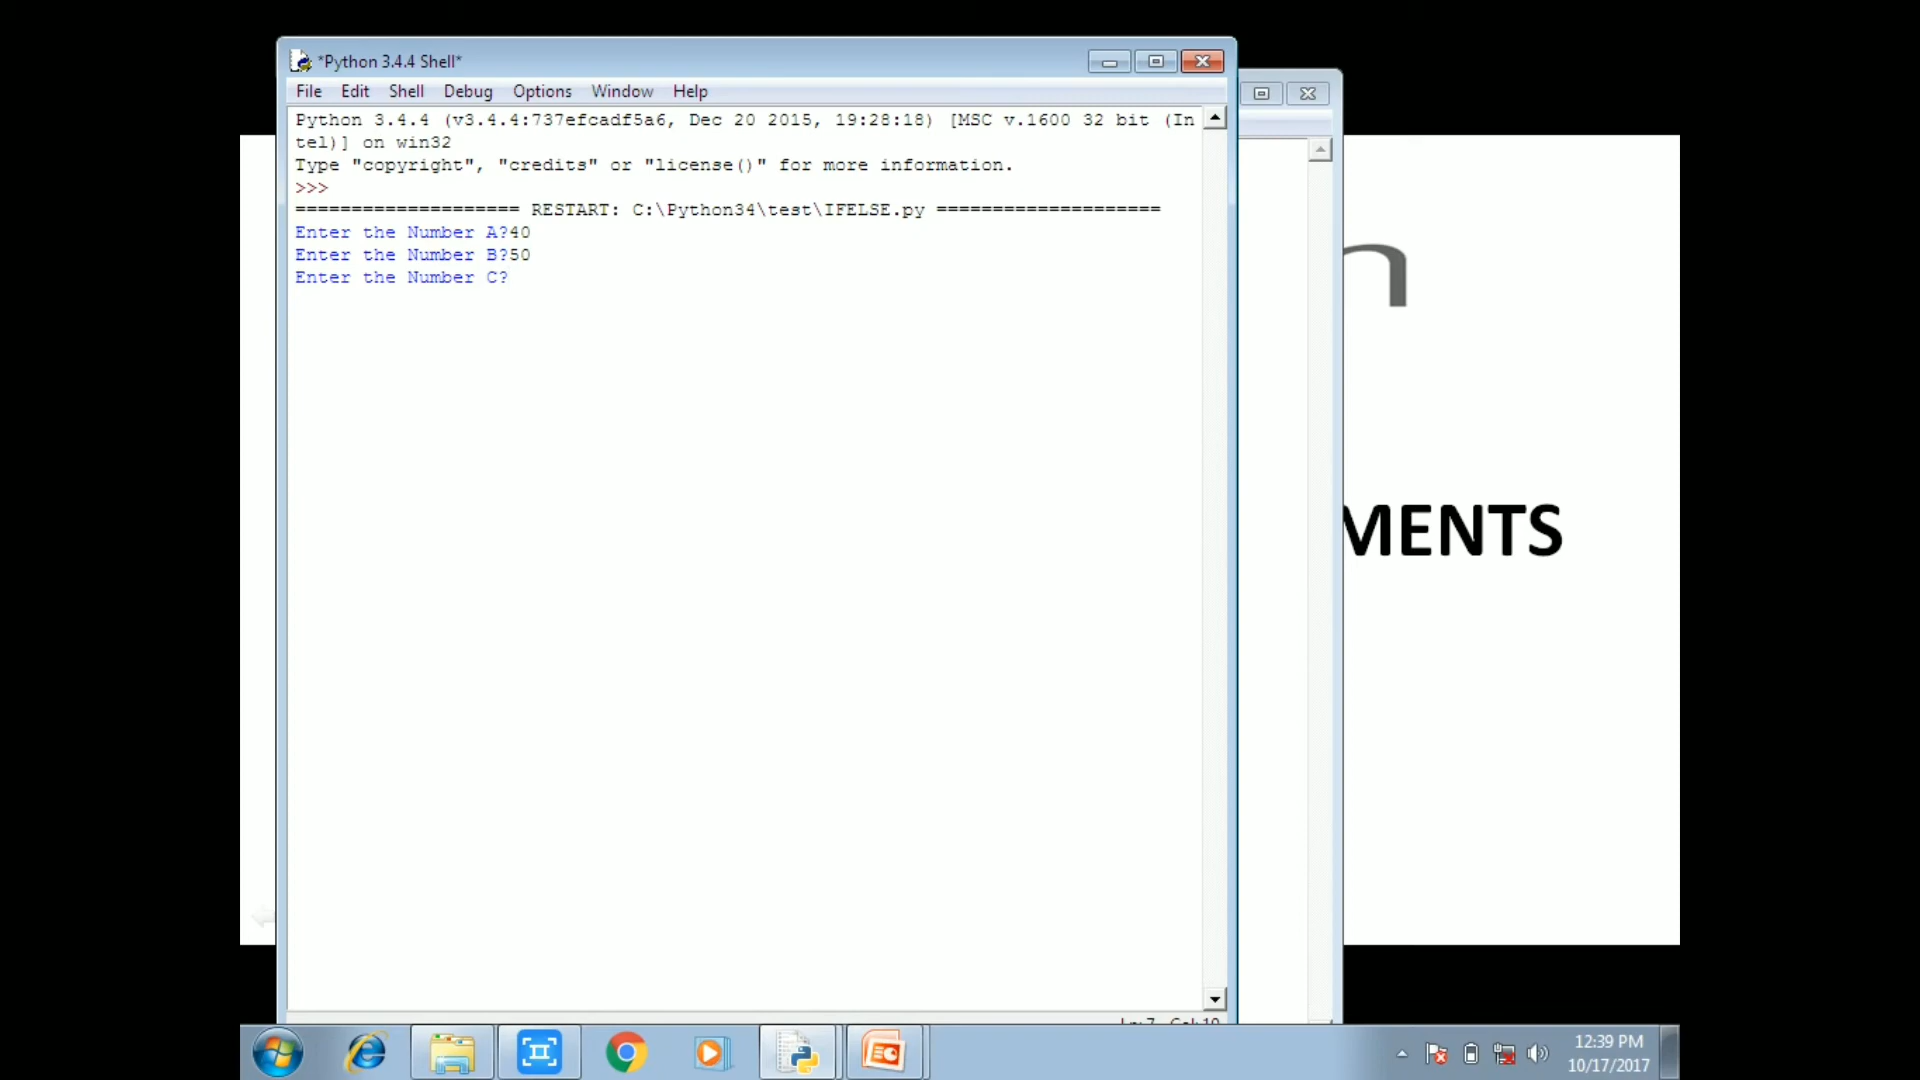 *Python 3.4.4 Shell*
File Edit Shell Debug Options Window Help
Python 3.4.4 (v3.4.4:737efcadf5a6, Dec 20 2015, 19:28:18) [MSC v.1600 32 bit (In
tel)] on win32
Type "copyright", "credits" or "license()" for more information.
>>>
==================== RESTART: C:\Python34\test\IFELSE.py ====================
Enter the Number A?40
Enter the Number B?50
Enter the Number C?
n
MENTS
12:39 PM
10/17/2017